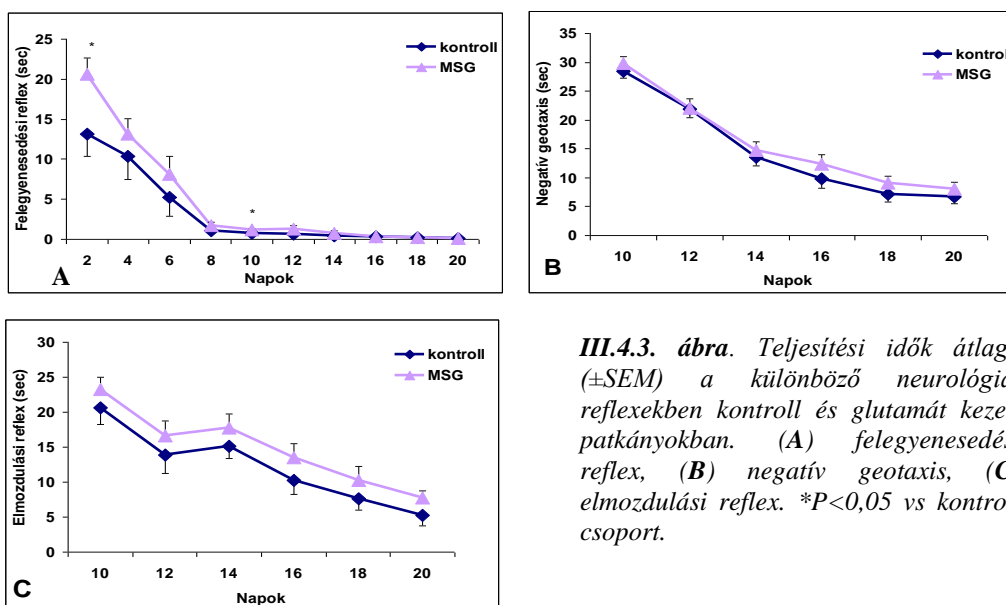 25
20
15
10
5
0
Felegyenesedési reflex (sec)
*
*
kontroll
MSG
2 4 6 8 10 12 14 16 18 20
Napok
A
35
30
25
20
15
10
5
0
Negatív geotaxis (sec)
kontrol
MSG
10 12 14 16 18 20
Napok
B
30
25
20
15
10
5
0
Elmozdulási reflex (sec)
kontroll
MSG
10 12 14 16 18 20
Napok
C
III.4.3. ábra. Teljesítési idők átlag
(±SEM) a különböző neurológia
reflexekben kontroll és glutamát keze
patkányokban. (A) felegyenesedés
reflex, (B) negatív geotaxis, (C
elmozdulási reflex. *P<0,05 vs kontrol
csoport.